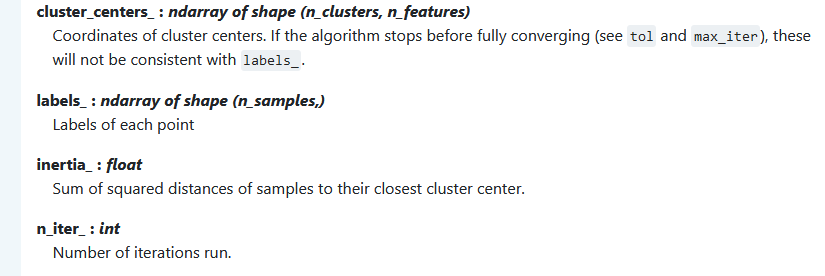 cluster_centers_ : ndarray of shape (n_clusters, n_features)
Coordinates of cluster centers. If the algorithm stops before fully converging (see tol and max_iter), these
will not be consistent with labels_.
labels_ : ndarray of shape (n_samples,)
Labels of each point
inertia_ : float
Sum of squared distances of samples to their closest cluster center.
n_iter_ : int
Number of iterations run.